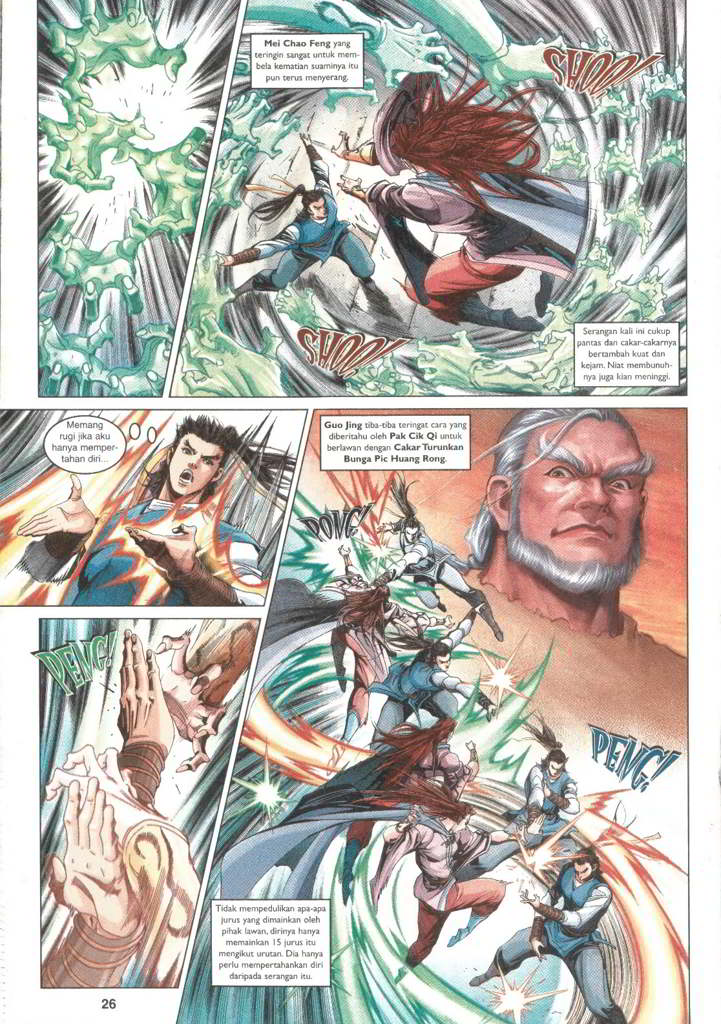 Mei Chao Feng yang
teringin sangat untuk mem-
bela kematian suaminya itu
pun terus menyerang.
SHOO!
SHOO!
Serangan kali ini cukup
pantas dan cakar-cakarnya
bertambah kuat dan
kejam. Niat membunuh-
nya juga kian meninggi.
Memang
rugi jika aku
hanya memper-
tahan diri...
Guo Jing tiba-tiba teringat cara yang
diberitahu oleh Pak Cik Qi untuk
berlawan dengan Cakar Turunkan
Bunga Pic Huang Rong.
PONG!
PENG!
PENG!
Tidak mempedulikan apa-apa
jurus yang dimainkan oleh
pihak lawan, dirinya hanya
memainkan 15 jurus itu
mengikut urutan. Dia hanya
perlu mempertahankan diri
daripada serangan itu.
26